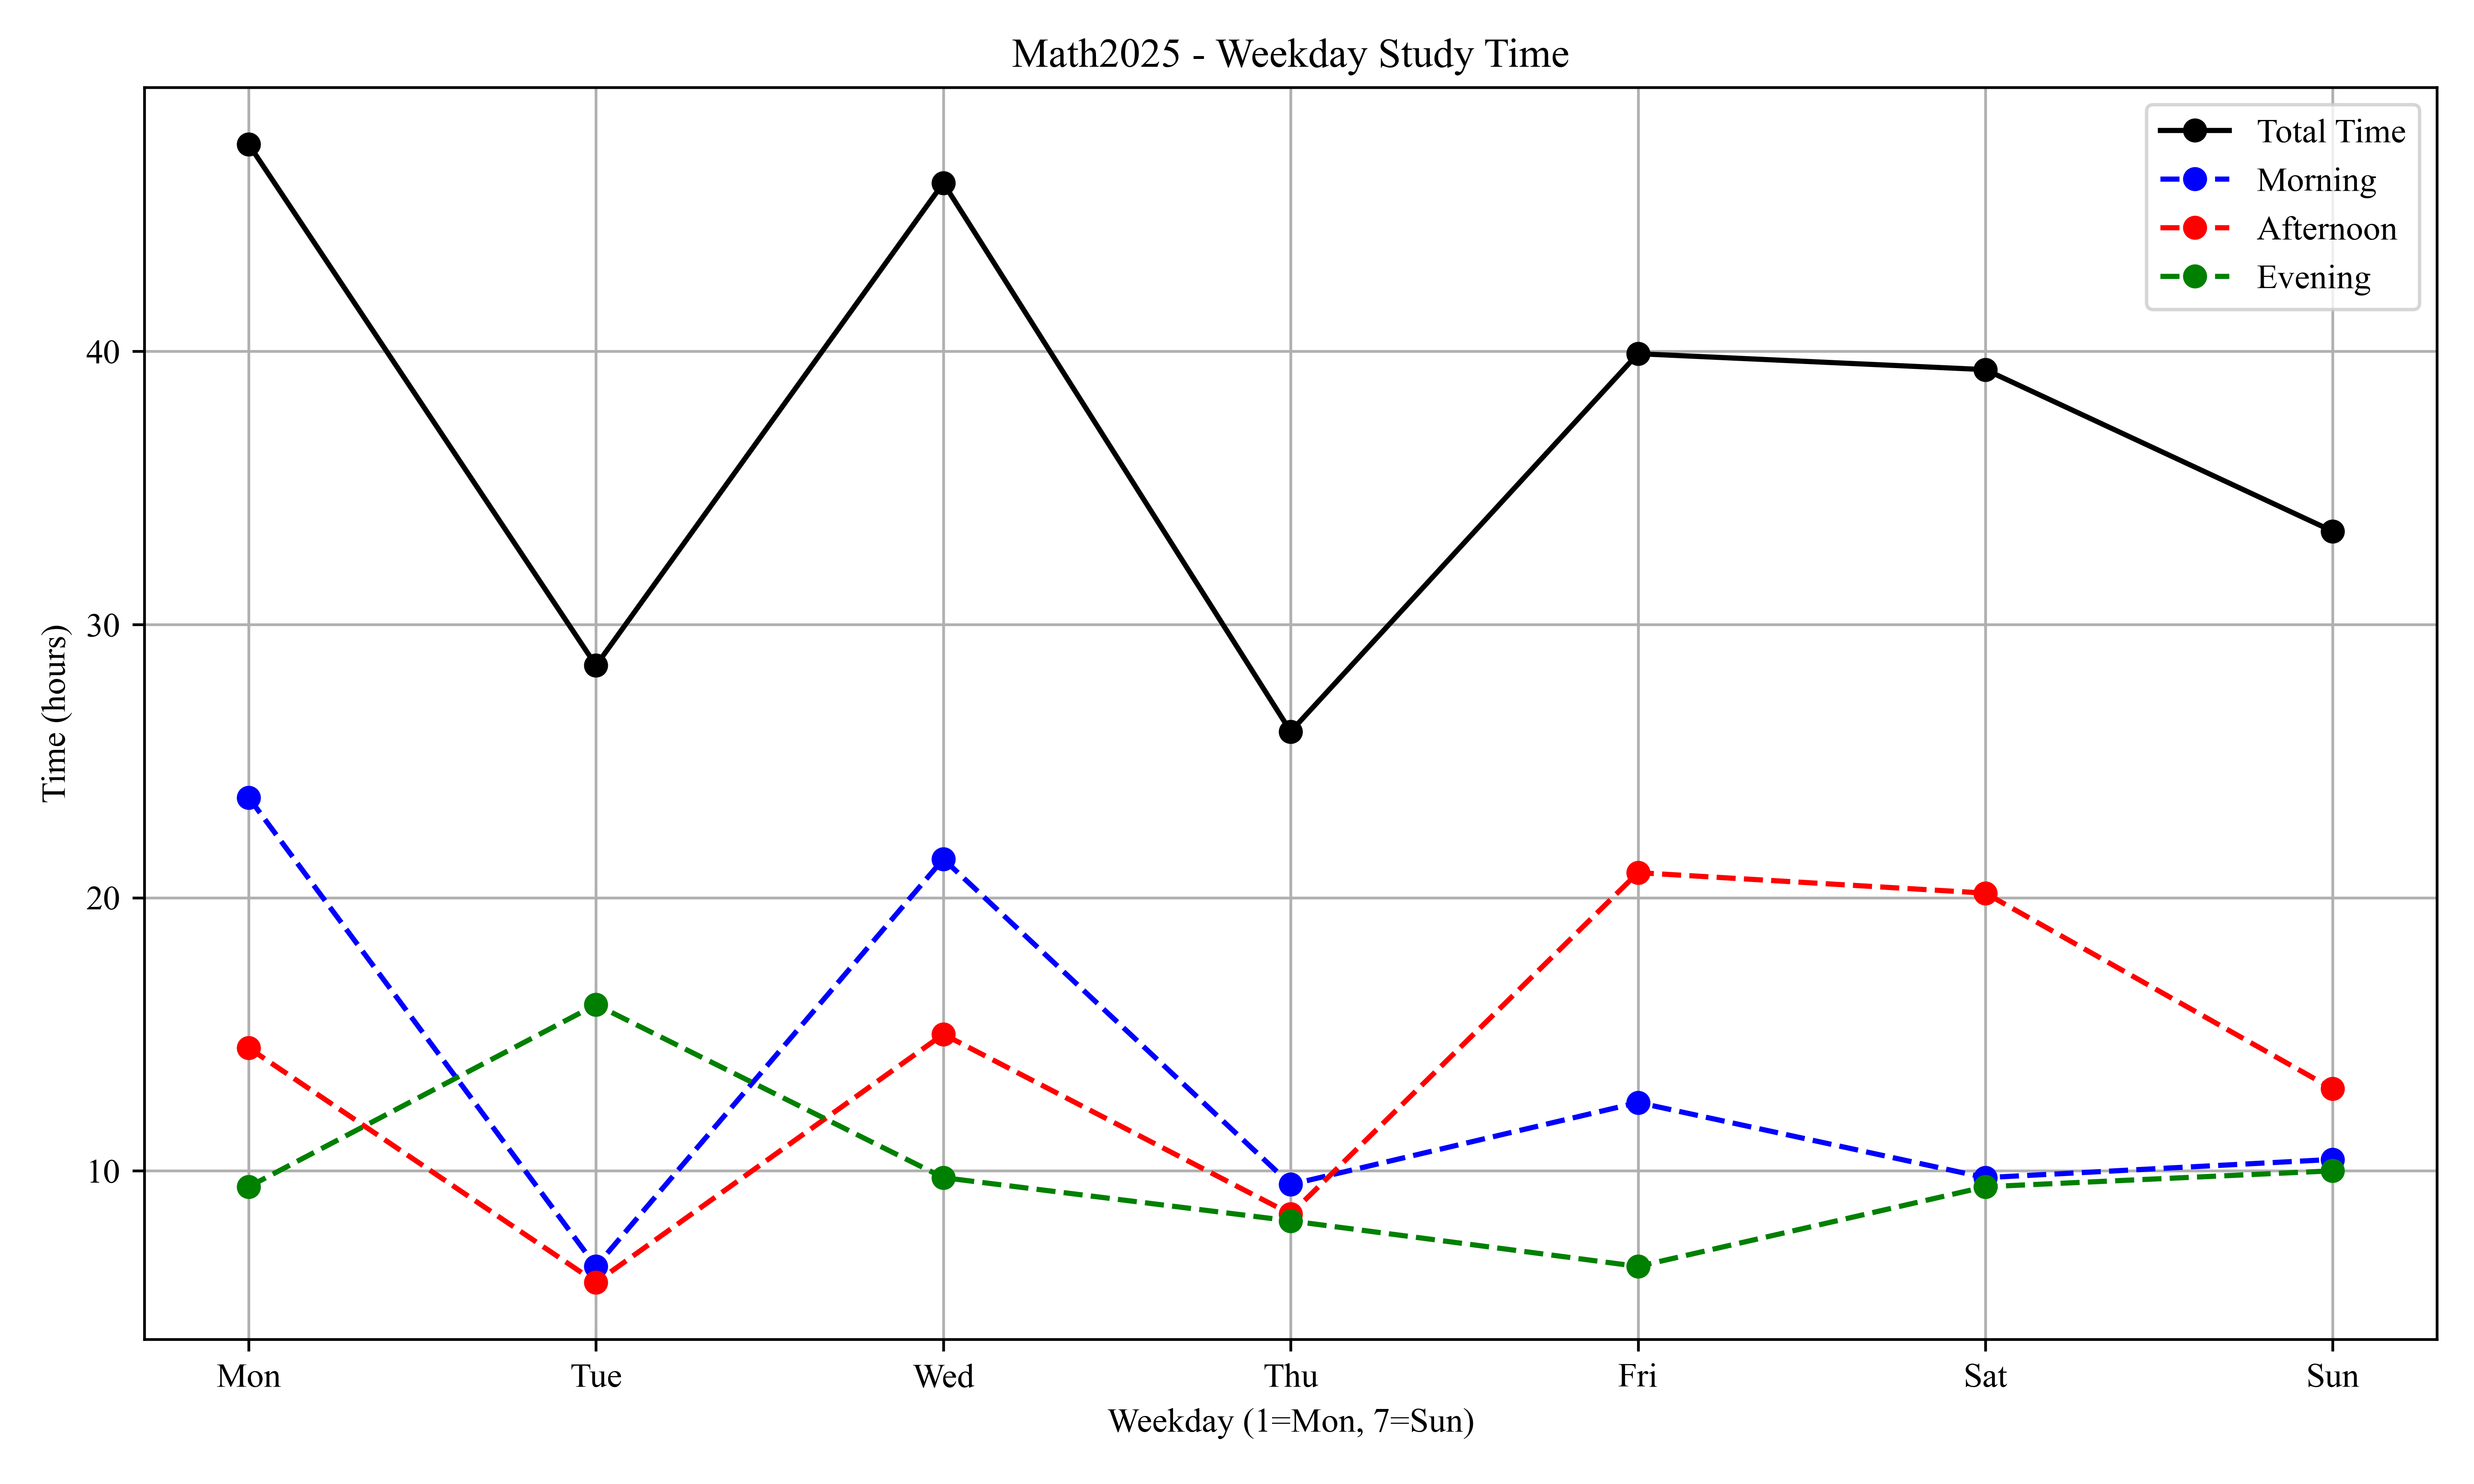 Math2025 - Weekday Study Time
Total Time
Morning
Afternoon
Evening
40
30
20
10
Time (hours)
Mon Tue Wed Thu Fri Sat Sun
Weekday (1=Mon, 7=Sun)